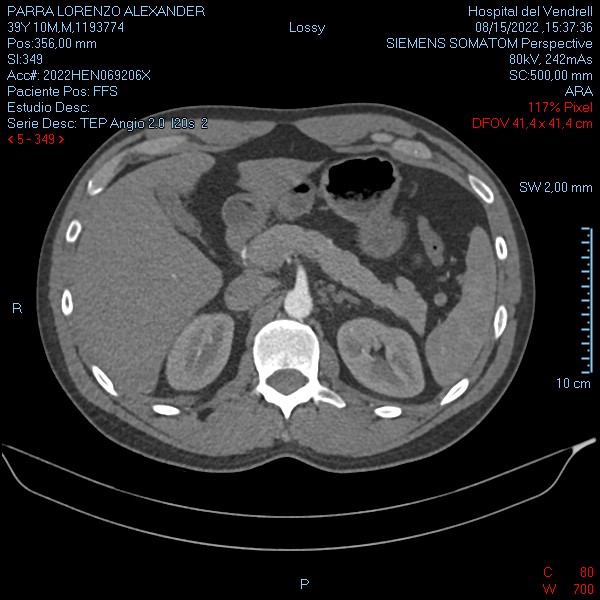 PARRA LORENZO ALEXANDER
39Y 10M,M,1193774
Pos:356,00 mm
SI:349
Acc#: 2022HEN069206X
Paciente Pos: FFS
Estudio Desc:
Serie Desc: TEP Angio 2.0 I20s 2
< 5 - 349 >
Lossy
Hospital del Vendrell
08/15/2022 ,15:37:36
SIEMENS SOMATOM Perspective
80kV, 242mAs
SC:500,00 mm
ARA
117% Pixel
DFOV 41,4 x 41,4 cm
SW 2,00 mm
R
10 cm
P
C 80
W 700